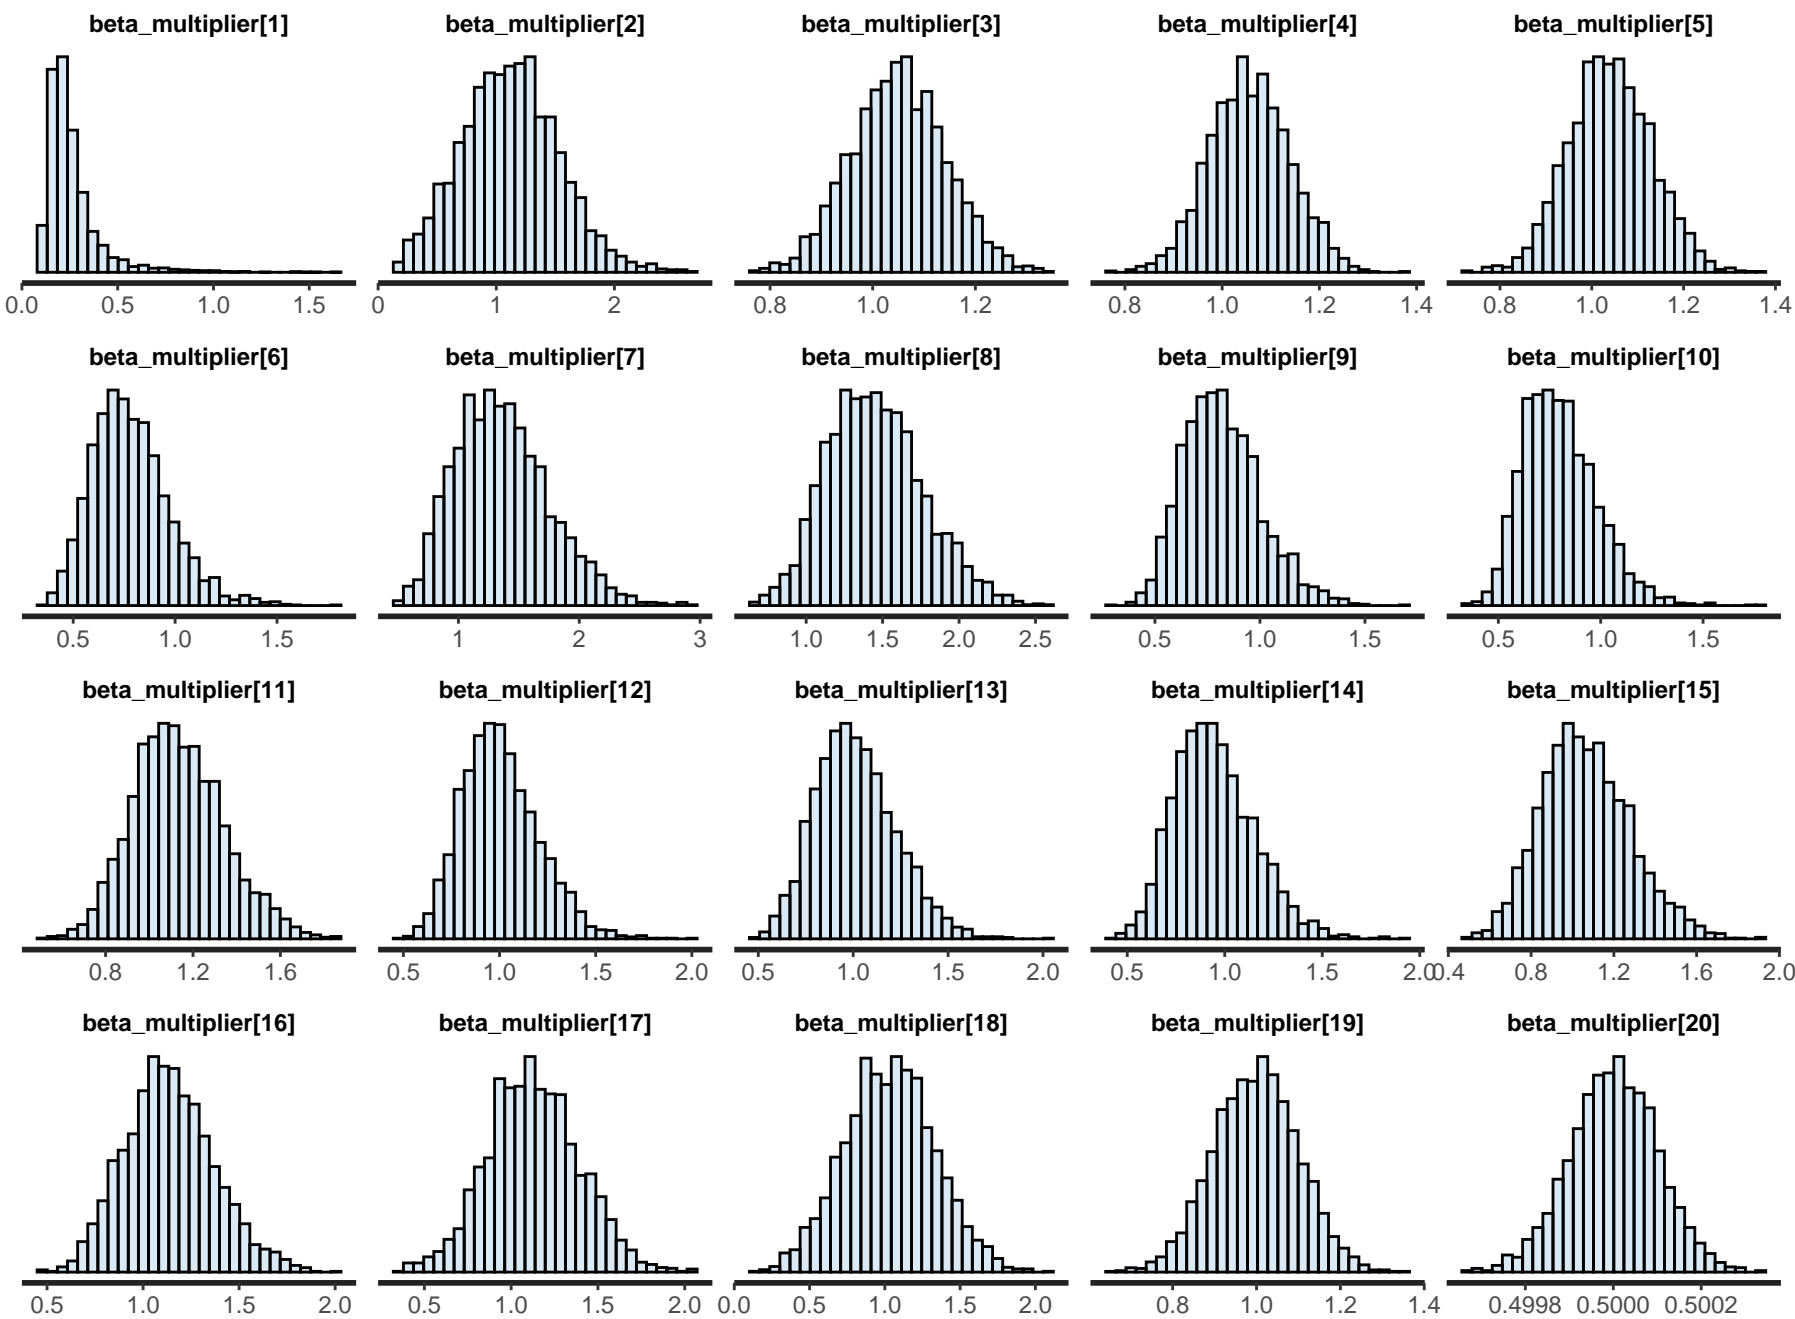 beta_multiplier[1] beta_multiplier[2] beta_multiplier[3] beta_multiplier[4] beta_multiplier[5]
0.0 0.5 1.0 1.5 0 1 2 0.8 1.0 1.2 0.8 1.0 1.2 1.4 0.8 1.0 1.2 1.4
beta_multiplier[6] beta_multiplier[7] beta_multiplier[8] beta_multiplier[9] beta_multiplier[10]
0.5 1.0 1.5 1 2 3 1.0 1.5 2.0 2.5 0.5 1.0 1.5 0.5 1.0 1.5
beta_multiplier[11] beta_multiplier[12] beta_multiplier[13] beta_multiplier[14] beta_multiplier[15]
0.8 1.2 1.6 0.5 1.0 1.5 2.0 0.5 1.0 1.5 2.0 0.5 1.0 1.5 2.0 0.4 0.8 1.2 1.6 2.0
beta_multiplier[16] beta_multiplier[17] beta_multiplier[18] beta_multiplier[19] beta_multiplier[20]
0.5 1.0 1.5 2.0 0.5 1.0 1.5 2.0 0.0 0.5 1.0 1.5 2.0 0.8 1.0 1.2 1.4 0.4998 0.5000 0.5002